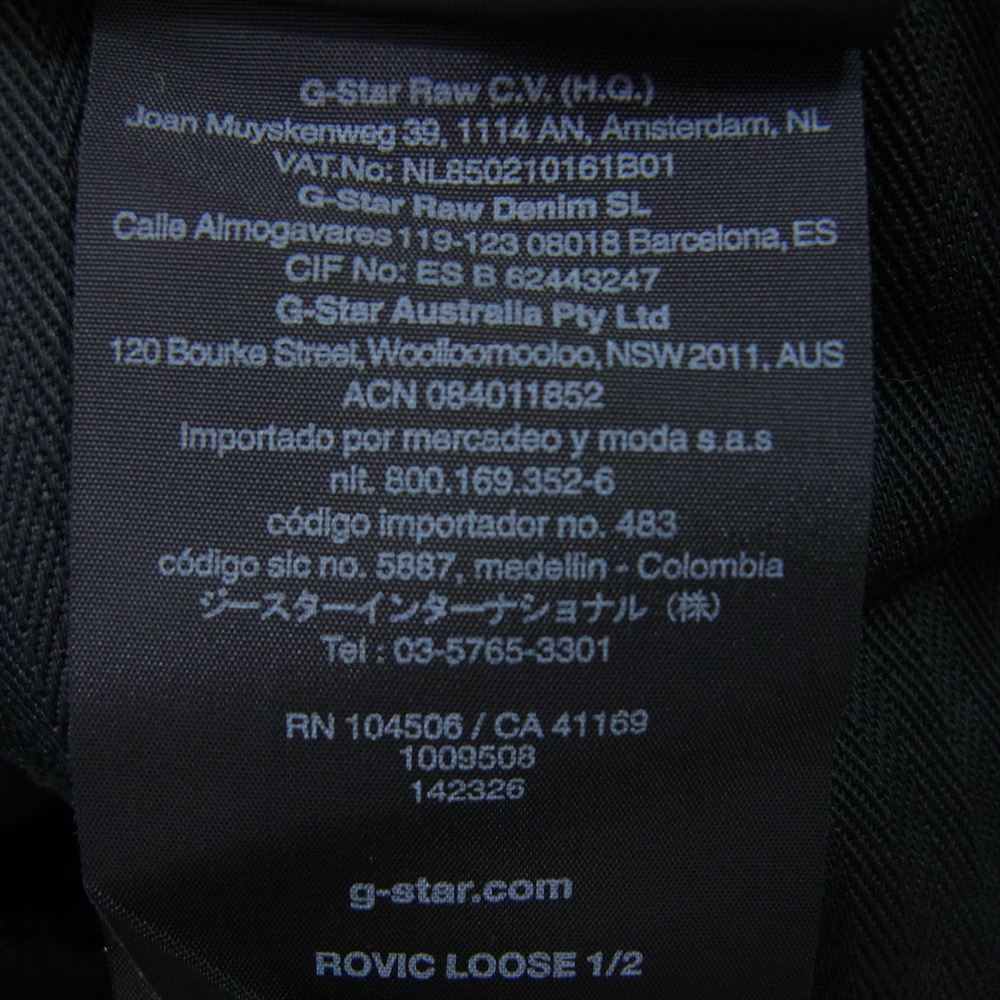 G-Star Raw C.V. (H.Q.)
Joan Muyskenweg 39, 1114 AN, Amsterdam, NL
VAT.No: NL850210161B01
G-Star Raw Denim SL
Calle Almogavares 119-123 08018 Barcelona, ES
CIF No: ES B 62443247
G-Star Australia Pty Ltd
120 Bourke Street, Woolloomooloo, NSW 2011, AUS
ACN 084011852
Importado por mercadeo y moda s.a.s
nit. 800.169.352-6
código importador no. 483
código sic no. 5887, medellin - Colombia
ジースターインターナショナル（株）
Tel : 03-5765-3301
RN 104506 / CA 41169
1009508
142326
g-star.com
ROVIC LOOSE 1/2